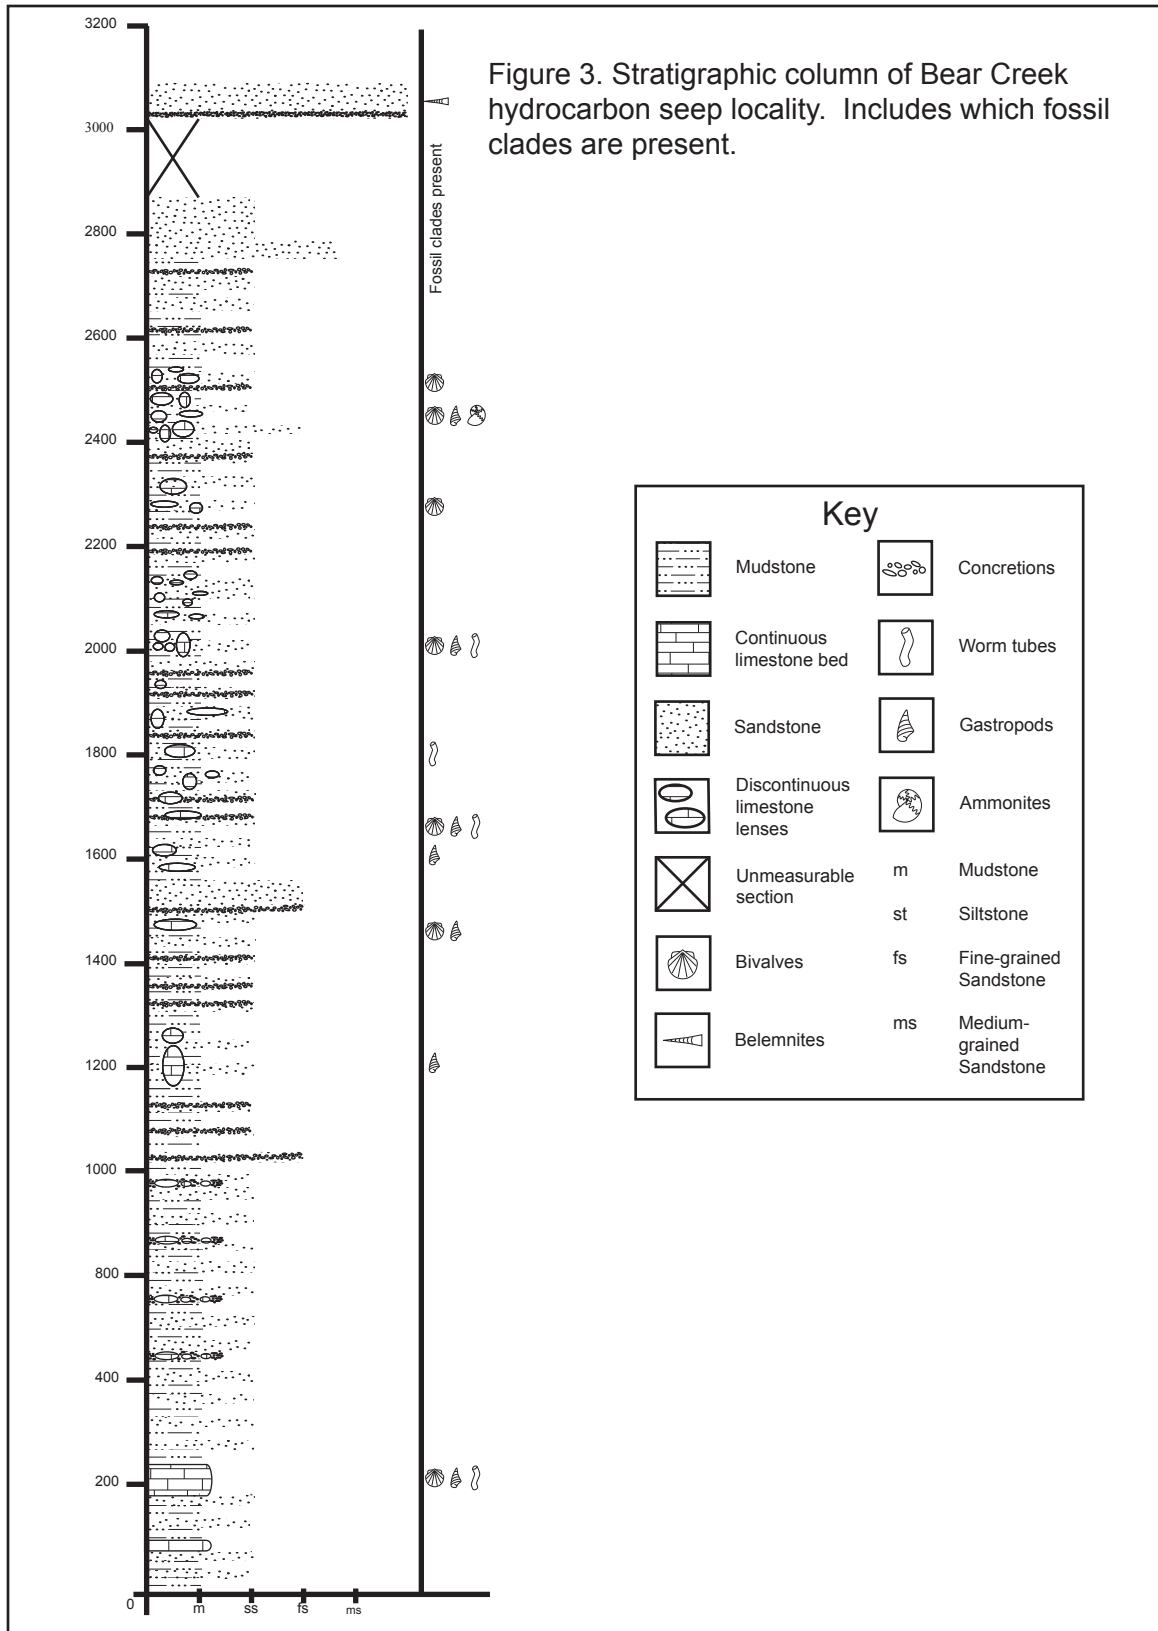 Figure 3. Stratigraphic column of Bear Creek
hydrocarbon seep locality.  Includes which fossil
clades are present.
3200
3000
2800
2600
2400
2200
2000
1800
1600
1400
1200
1000
800
400
200
0
m
ss
fs
ms
Fossil clades present
Key
Mudstone
Continuous
limestone bed
Sandstone
Discontinuous
limestone
lenses
Unmeasurable
section
Bivalves
Belemnites
Concretions
Worm tubes
Gastropods
Ammonites
m Mudstone
st Siltstone
fs Fine-grained
Sandstone
ms Medium-
grained
Sandstone